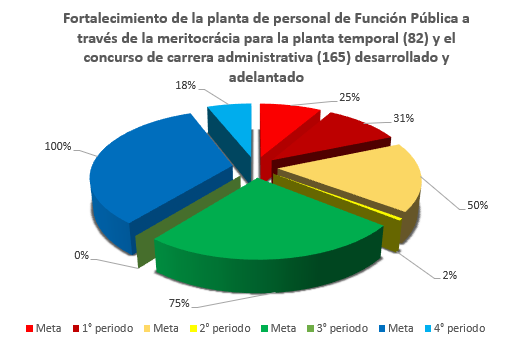 Fortalecimiento de la planta de personal de Función Pública a
través de la meritocrácia para la planta temporal (82) y el
concurso de carrera administrativa (165) desarrollado y
adelantado
18%
25%
31%
100%
50%
0%
2%
75%
Meta 1° periodo Meta 2° periodo Meta 3° periodo Meta 4° periodo